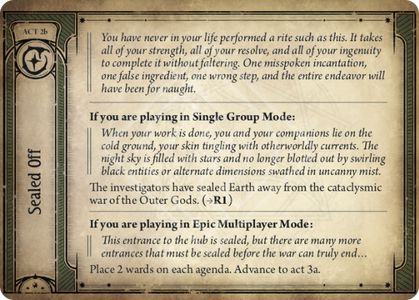 ACT 2b
Sealed Off
You have never in your life performed a rite such as this. It takes
all of your strength, all of your resolve, and all of your ingenuity
to complete it without faltering. One misspoken incantation,
one false ingredient, one wrong step, and the entire endeavor will
have been for naught.
If you are playing in Single Group Mode:
When your work is done, you and your companions lie on the
cold ground, your skin tingling with otherworldly currents. The
night sky is filled with stars and no longer blotted out by swirling
black entities or alternate dimensions swathed in uncanny mist.
The investigators have sealed Earth away from the cataclysmic
war of the Outer Gods. (→R1)
If you are playing in Epic Multiplayer Mode:
This entrance to the hub is sealed, but there are many more
entrances that must be sealed before the war can truly end…
Place 2 wards on each agenda. Advance to act 3a.